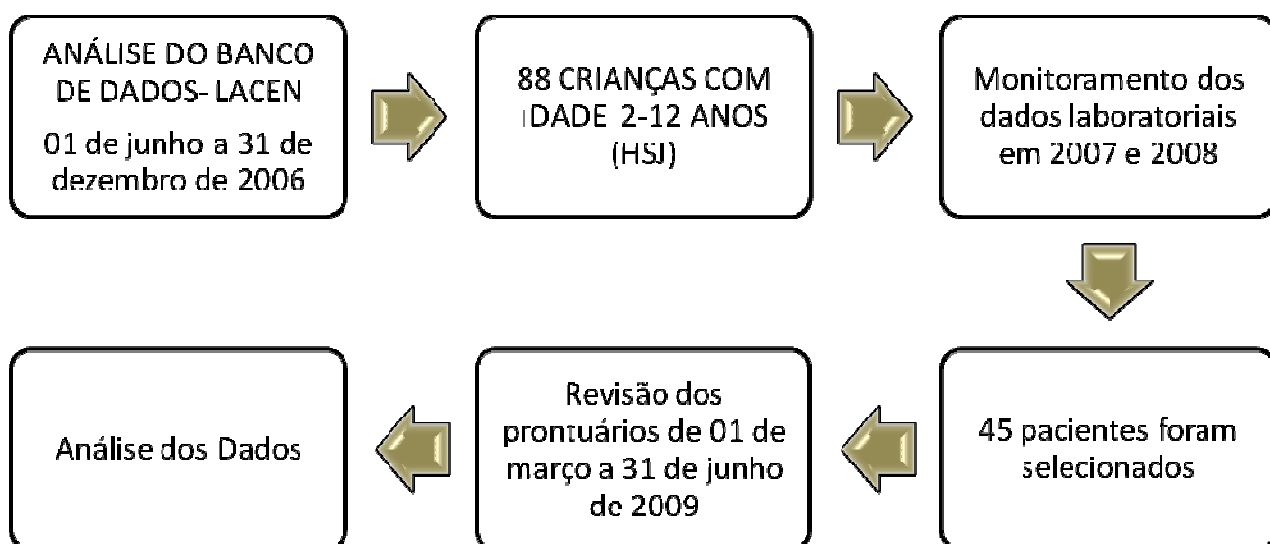 ANÁLISE DO BANCO
DE DADOS- LACEN
01 de junho a 31 de
dezembro de 2006
88 CRIANÇAS COM
IDADE 2-12 ANOS
(HSJ)
Monitoramento dos
dados laboratoriais
em 2007 e 2008
45 pacientes foram
selecionados
Revisão dos
prontuários de 01 de
março a 31 de junho
de 2009
Análise dos Dados